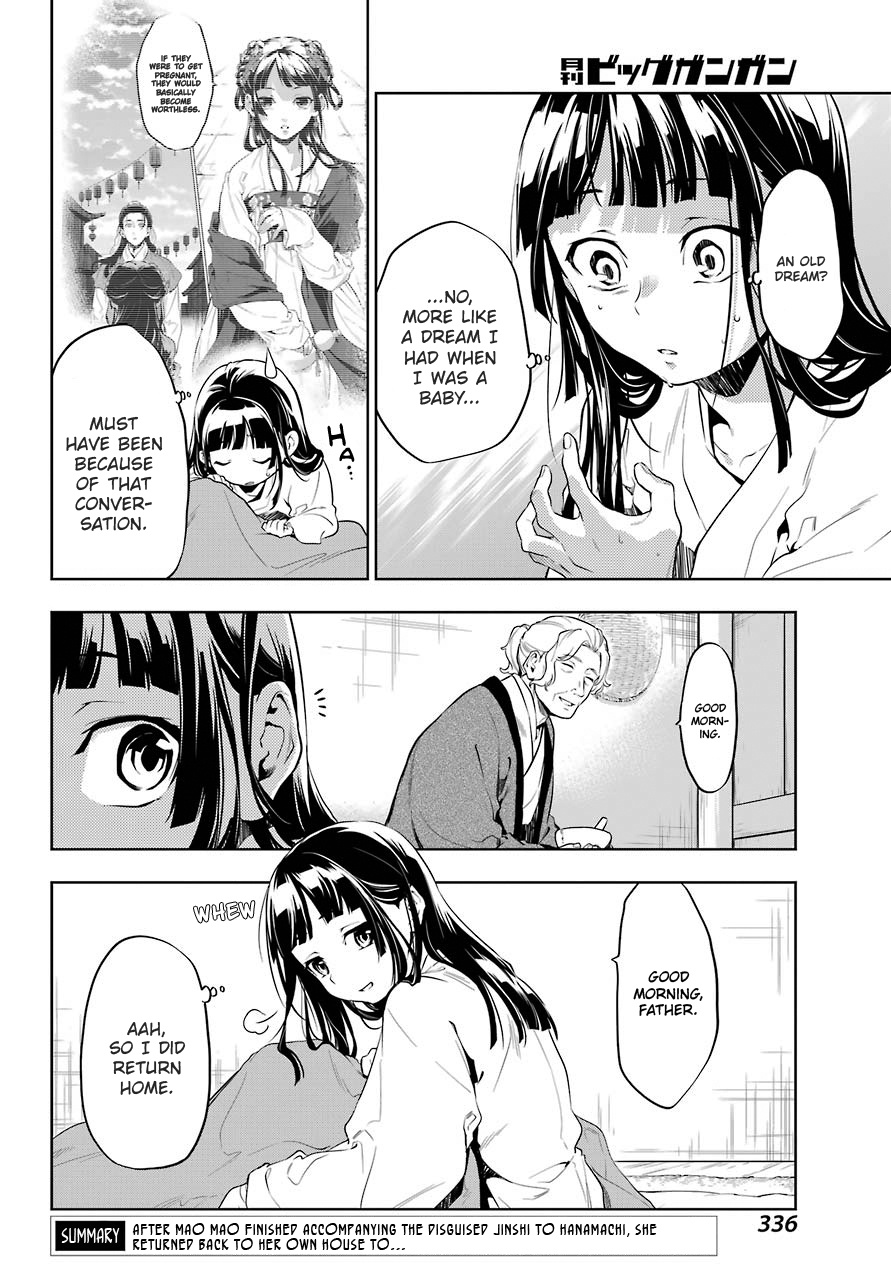 月刊ビッグガンガン
AN OLD
DREAM?
...NO,
MORE LIKE
A DREAM I
HAD WHEN
I WAS A
BABY...
IF THEY
WERE TO GET
PREGNANT,
THEY WOULD
BASICALLY
BECOME
WORTHLESS.
MUST
HAVE BEEN
BECAUSE
OF THAT
CONVER-
SATION.
HA...
GOOD
MORN-
ING.
GOOD
MORNING,
FATHER.
WHEW
AAH,
SO I DID
RETURN
HOME.
SUMMARY
AFTER MAO MAO FINISHED ACCOMPANYING THE DISGUISED JINSHI TO HANAMACHI, SHE
RETURNED BACK TO HER OWN HOUSE TO...
336